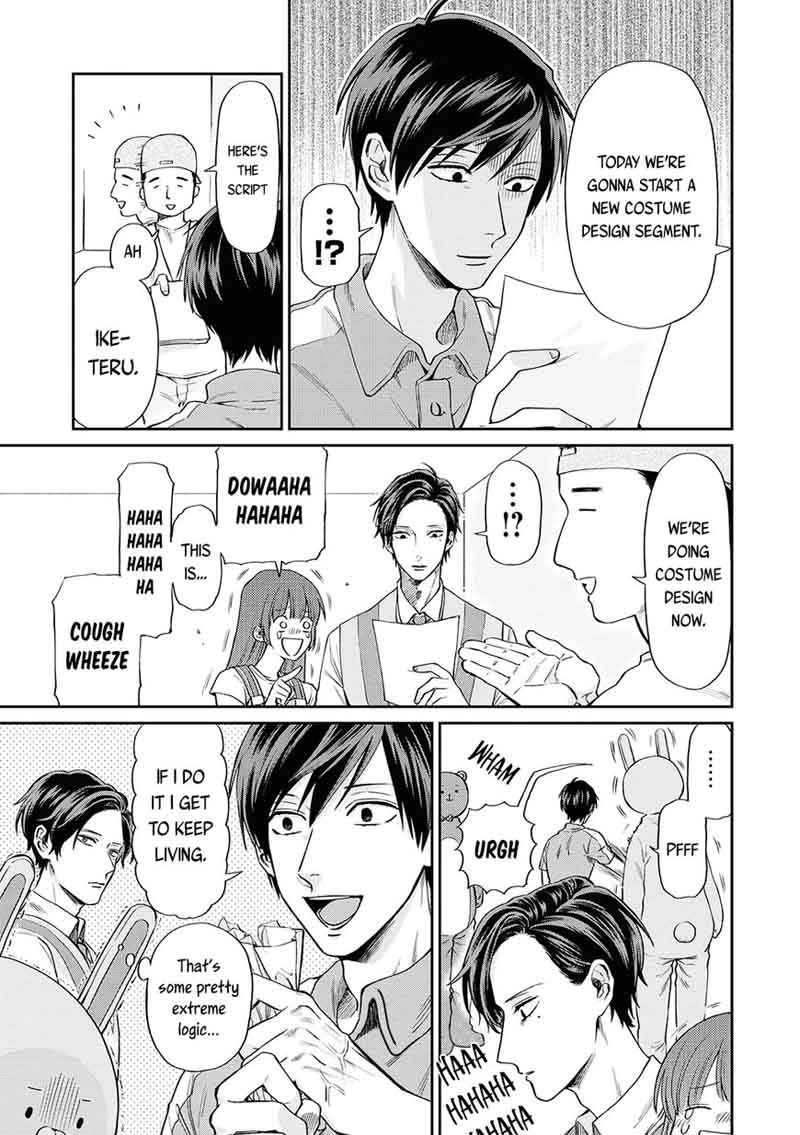 TODAY WE'RE
GONNA START A
NEW COSTUME
DESIGN SEGMENT.
...
!?
HERE'S
THE
SCRIPT
AH
IKE-
TERU.
WE'RE
DOING
COSTUME
DESIGN
NOW.
...
!?
DOWAAHA
HAHAHA
THIS
IS...
HAHA
HAHA
HAHA
HA
COUGH
WHEEZE
...
PFFF
WHAM
URGH
HAAA
HAHAHA
HAHAHA
IF I DO
IT I GET
TO KEEP
LIVING.
That's
some pretty
extreme
logic...